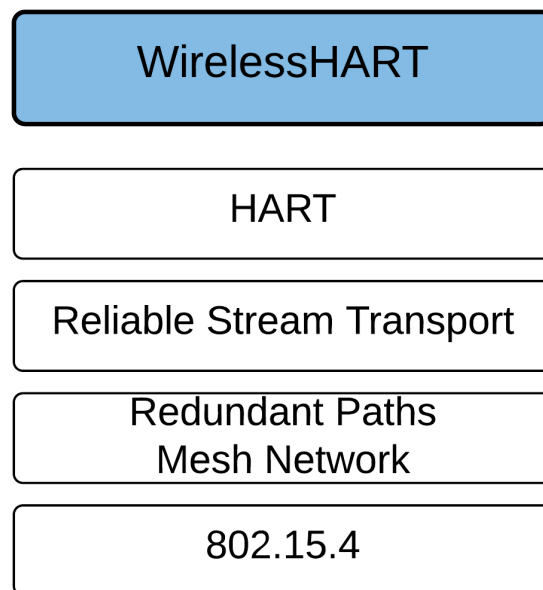 WirelessHART
HART
Reliable Stream Transport
Redundant Paths
Mesh Network
802.15.4